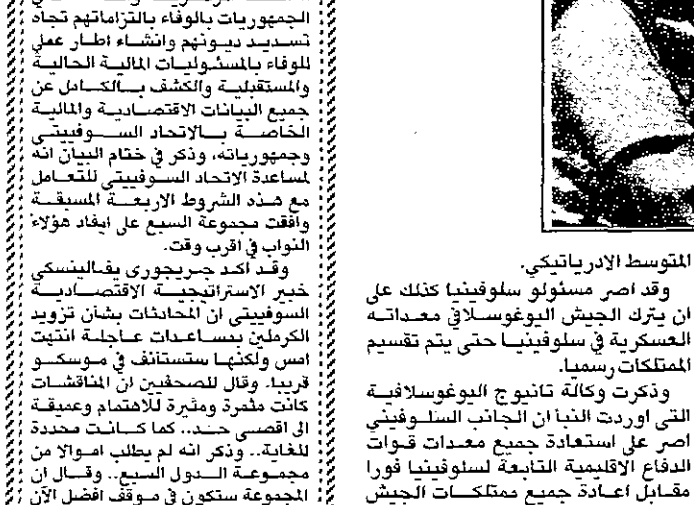 المتوسط الادرياتيكي.
وقد اصر مسئولو سلوفينيا كذلك على
ان يترك الجيش اليوغوسلافي معداته
العسكرية في سلوفينيا حتى يتم تقسيم
الممتلكات رسميا.
وذكرت وكالة تانيوج اليوغوسلافية
التي اوردت النبأ ان الجانب السلوفيني
اصر على استعادة جميع معدات قوات
الدفاع الاقليمية التابعة لسلوفينيا فورا
مقابل اعادة جميع ممتلكات الجيش
الجمهوريات بالوفاء بالتزاماتهم تجاه
تسديد ديونهم وانشاء اطار عمل
للوفاء بالمسئوليات المالية الحالية
والمستقبلية والكشف بالكامل عن
جميع البيانات الاقتصادية والمالية
الخاصة بالاتحاد السوفييتي
وجمهورياته، وذكر في ختام البيان انه
لمساعدة الاتحاد السوفييتي للتعامل
مع هذه الشروط الاربعة المسبقة
وافقت مجموعة السبع على ايفاد هؤلاء
النواب في اقرب وقت.
وقد اكد جريجوري يفالينسكي
خبير الاستراتيجية الاقتصادية
السوفييتي ان المحادثات بشأن تزويد
الكرملين بمساعدات عاجلة انتهت
امس ولكنها ستستأنف في موسكو
قريبا. وقال للصحفيين ان المناقشات
كانت مثمرة ومثيرة للاهتمام وعميقة
الى اقصى حد.. كما كانت محددة
للغاية.. وذكر انه لم يطلب اموالا من
مجموعة الدول السبع.. وقال ان
المجموعة ستكون في موقف افضل الآن